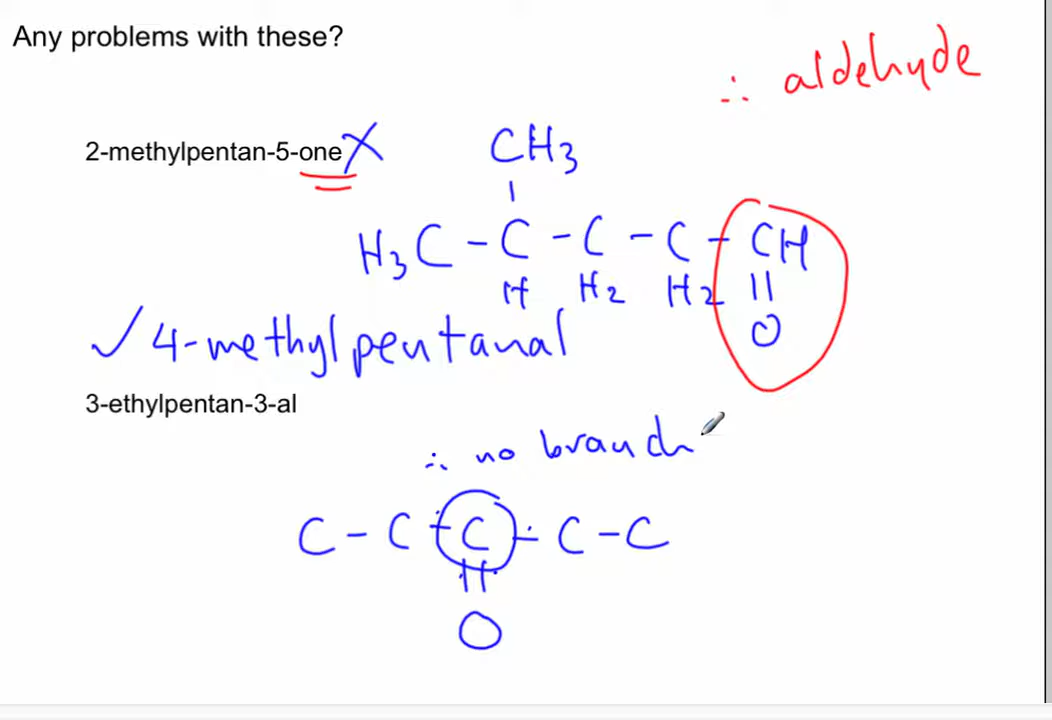 Any problems with these?
∴ aldehyde
2-methylpentan-5-one X
CH3
H3C - C - C - C - CH
H H2 H2 ||
O
✓ 4-methylpentanal
3-ethylpentan-3-al
∴ no branch
C - C - C - C - C
||
O